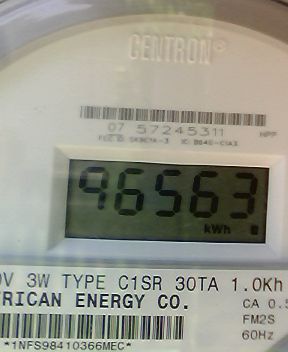 CENTRON®
07 57245311
96563
kWh
0V 3W TYPE C1SR 30TA 1.0Kh
RICAN ENERGY CO.
CA 0.5
FM2S
60Hz
*1NFS98410366MEC*